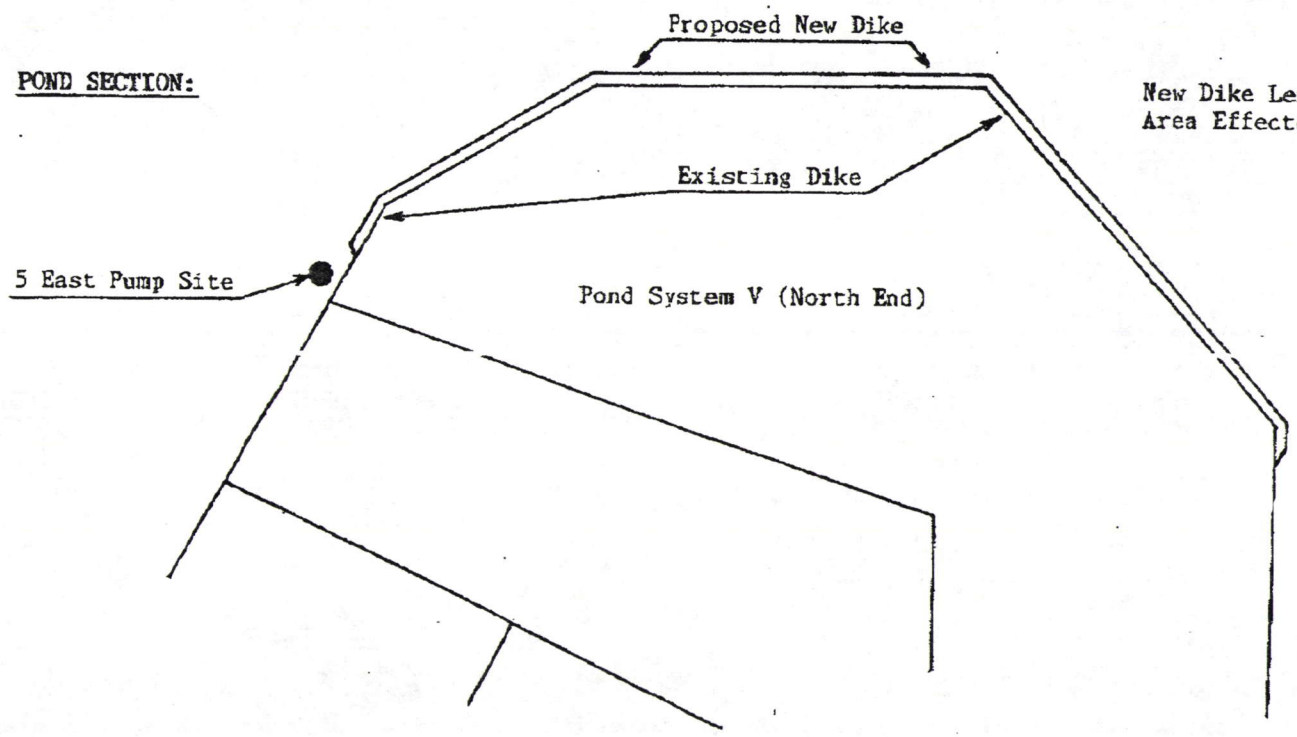 Proposed New Dike
POND SECTION:
New Dike Le
Area Effect
Existing Dike
5 East Pump Site
Pond System V (North End)